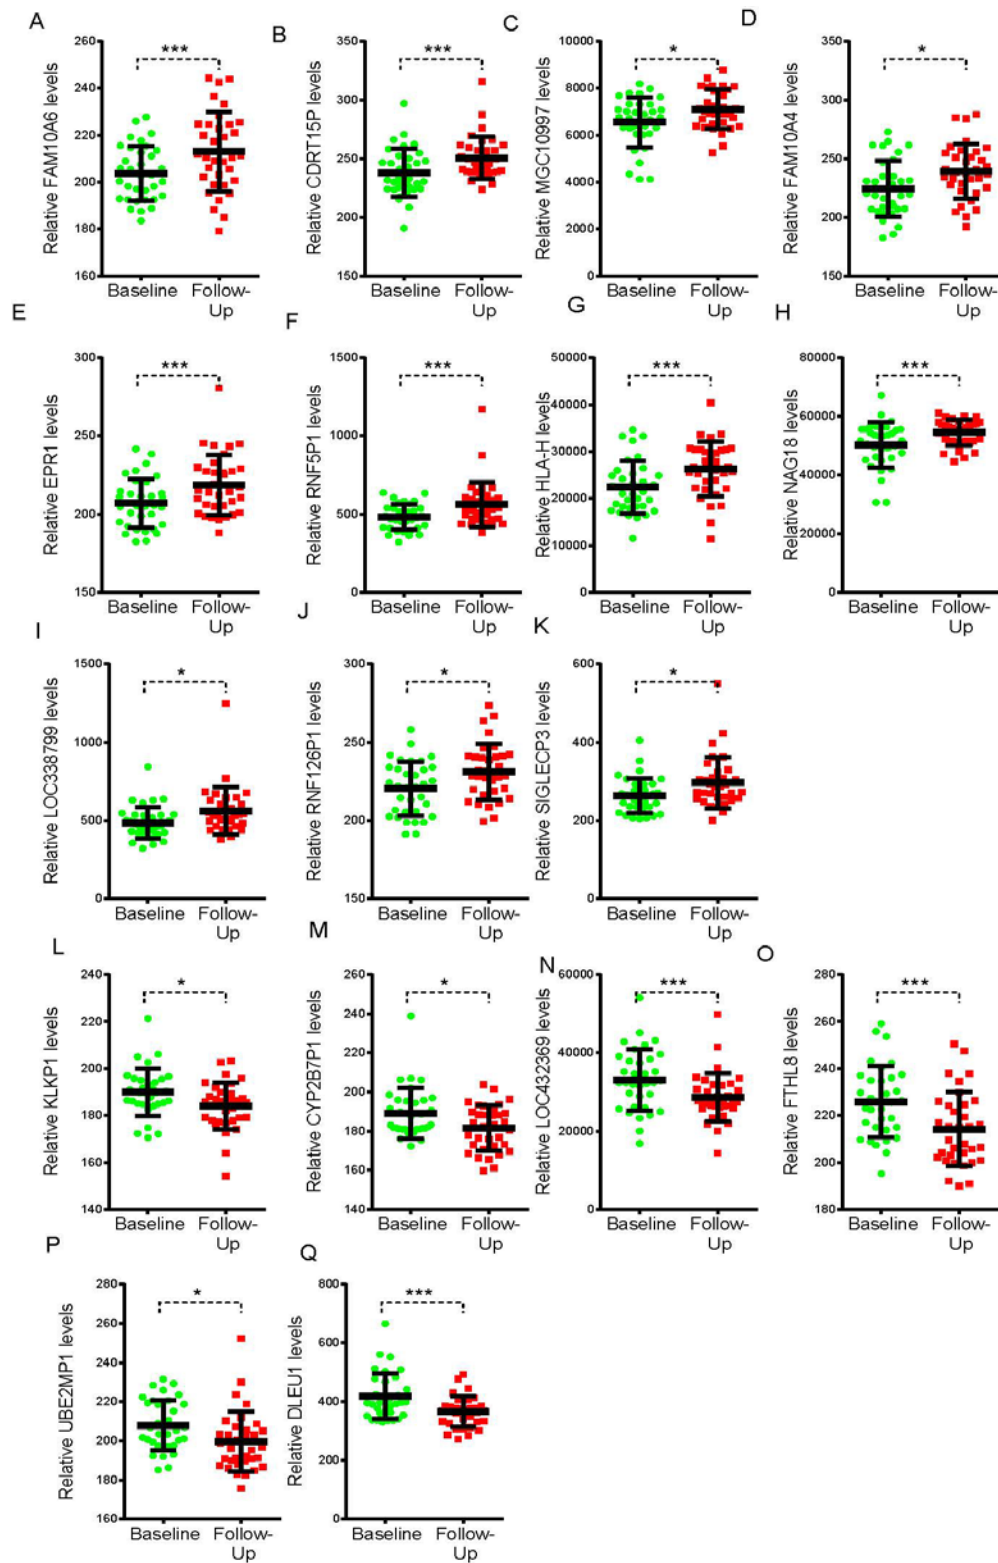 A
Relative FAM10A6 levels
260
240
220
200
180
160
***
Baseline Follow-
Up
B
Relative CDRT15P levels
350
300
250
200
150
***
Baseline Follow-
Up
C
Relative MGC10997 levels
10000
8000
6000
4000
2000
0
*
Baseline Follow-
Up
D
Relative FAM10A4 levels
350
300
250
200
150
*
Baseline Follow-
Up
E
Relative EPR1 levels
300
250
200
150
***
Baseline Follow-
Up
F
Relative RNF5P1 levels
1500
1000
500
0
***
Baseline Follow-
Up
G
Relative HLA-H levels
50000
40000
30000
20000
10000
0
***
Baseline Follow-
Up
H
Relative NAG18 levels
80000
60000
40000
20000
0
***
Baseline Follow-
Up
I
Relative LOC338799 levels
1500
1000
500
0
*
Baseline Follow-
Up
J
Relative RNF126P1 levels
300
250
200
150
*
Baseline Follow-
Up
K
Relative SIGLECP3 levels
600
400
200
0
*
Baseline Follow-
Up
L
Relative KLKP1 levels
240
220
200
180
160
140
*
Baseline Follow-
Up
M
Relative CYP2B7P1 levels
260
240
220
200
180
160
140
*
Baseline Follow-
Up
N
Relative LOC432369 levels
60000
40000
20000
0
***
Baseline Follow-
Up
O
Relative FTHL8 levels
280
260
240
220
200
180
***
Baseline Follow-
Up
P
Relative UBE2MP1 levels
280
260
240
220
200
180
160
*
Baseline Follow-
Up
Q
Relative DLEU1 levels
800
600
400
200
0
***
Baseline Follow-
Up